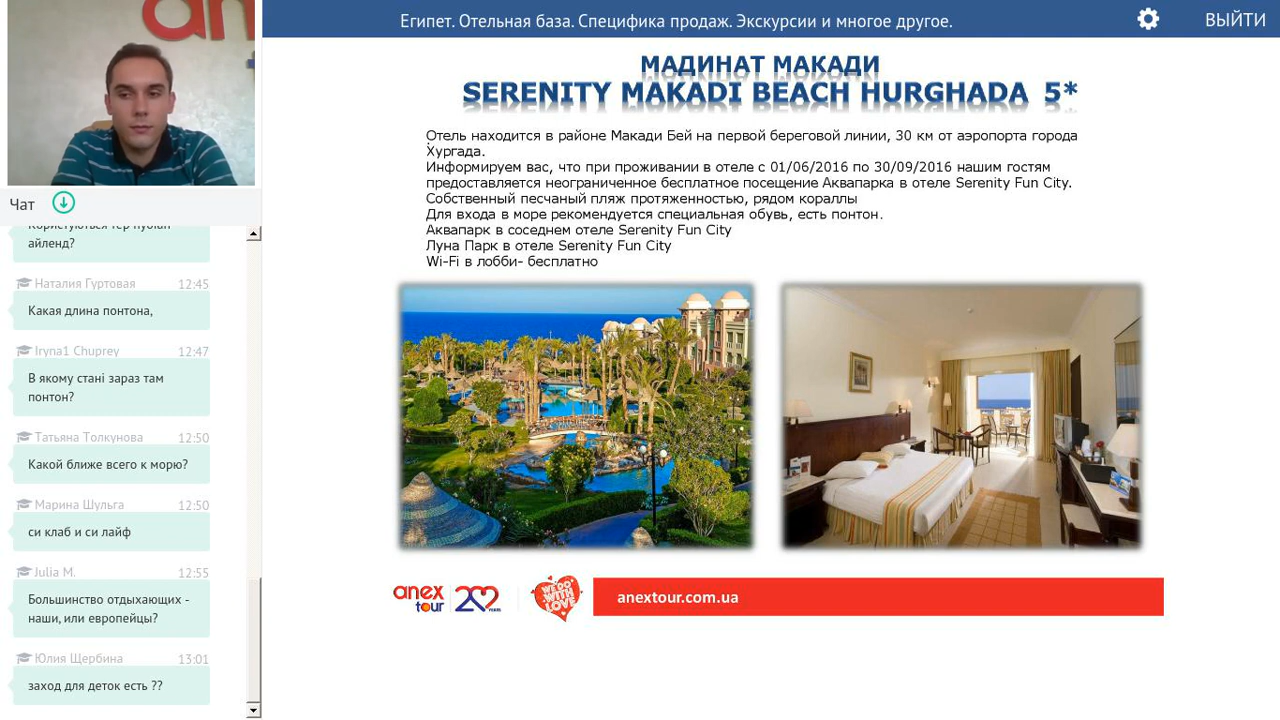 Египет. Отельная база. Специфика продаж. Экскурсии и многое другое.
ВЫЙТИ
an
Чат
айленд?
Наталия Гуртовая 12:45
Какая длина понтона,
Iryna1 Chuprey 12:47
В якому стані зараз там
понтон?
Татьяна Толкунова 12:50
Какой ближе всего к морю?
Марина Шульга 12:50
си клаб и си лайф
Julia M. 12:55
Большинство отдыхающих -
наши, или европейцы?
Юлия Щербина 13:01
заход для деток есть ??
МАДИНАТ МАКАДИ
SERENITY MAKADI BEACH HURGHADA 5*
Отель находится в районе Макади Бей на первой береговой линии, 30 км от аэропорта города
Хургада.
Информируем вас, что при проживании в отеле с 01/06/2016 по 30/09/2016 нашим гостям
предоставляется неограниченное бесплатное посещение Аквапарка в отеле Serenity Fun City.
Собственный песчаный пляж протяженностью, рядом кораллы
Для входа в море рекомендуется специальная обувь, есть понтон.
Аквапарк в соседнем отеле Serenity Fun City
Луна Парк в отеле Serenity Fun City
Wi-Fi в лобби- бесплатно
anex
tour
20
YEARS
WE DO
WITH
LOVE
anextour.com.ua